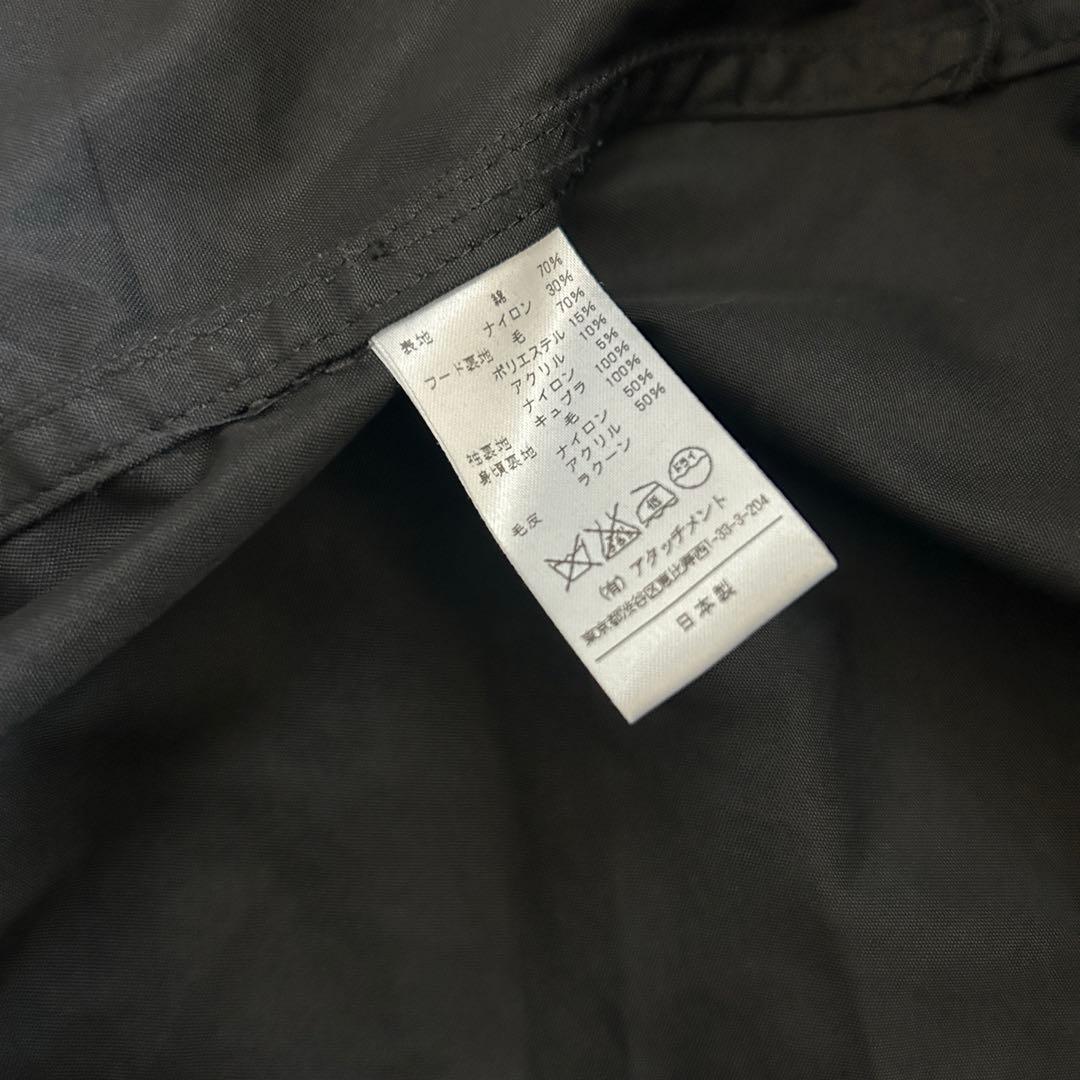 表地 綿 70%
ナイロン 30%
フード裏地 毛 70%
ポリエステル 15%
アクリル 10%
ナイロン 5%
袖裏地 キュプラ 100%
身頃裏地 毛 100%
ナイロン 50%
アクリル 50%
毛皮 ラクーン
低 ドライ
(有) アタッチメント
東京都渋谷区恵比寿西1-33-3-204
日本製